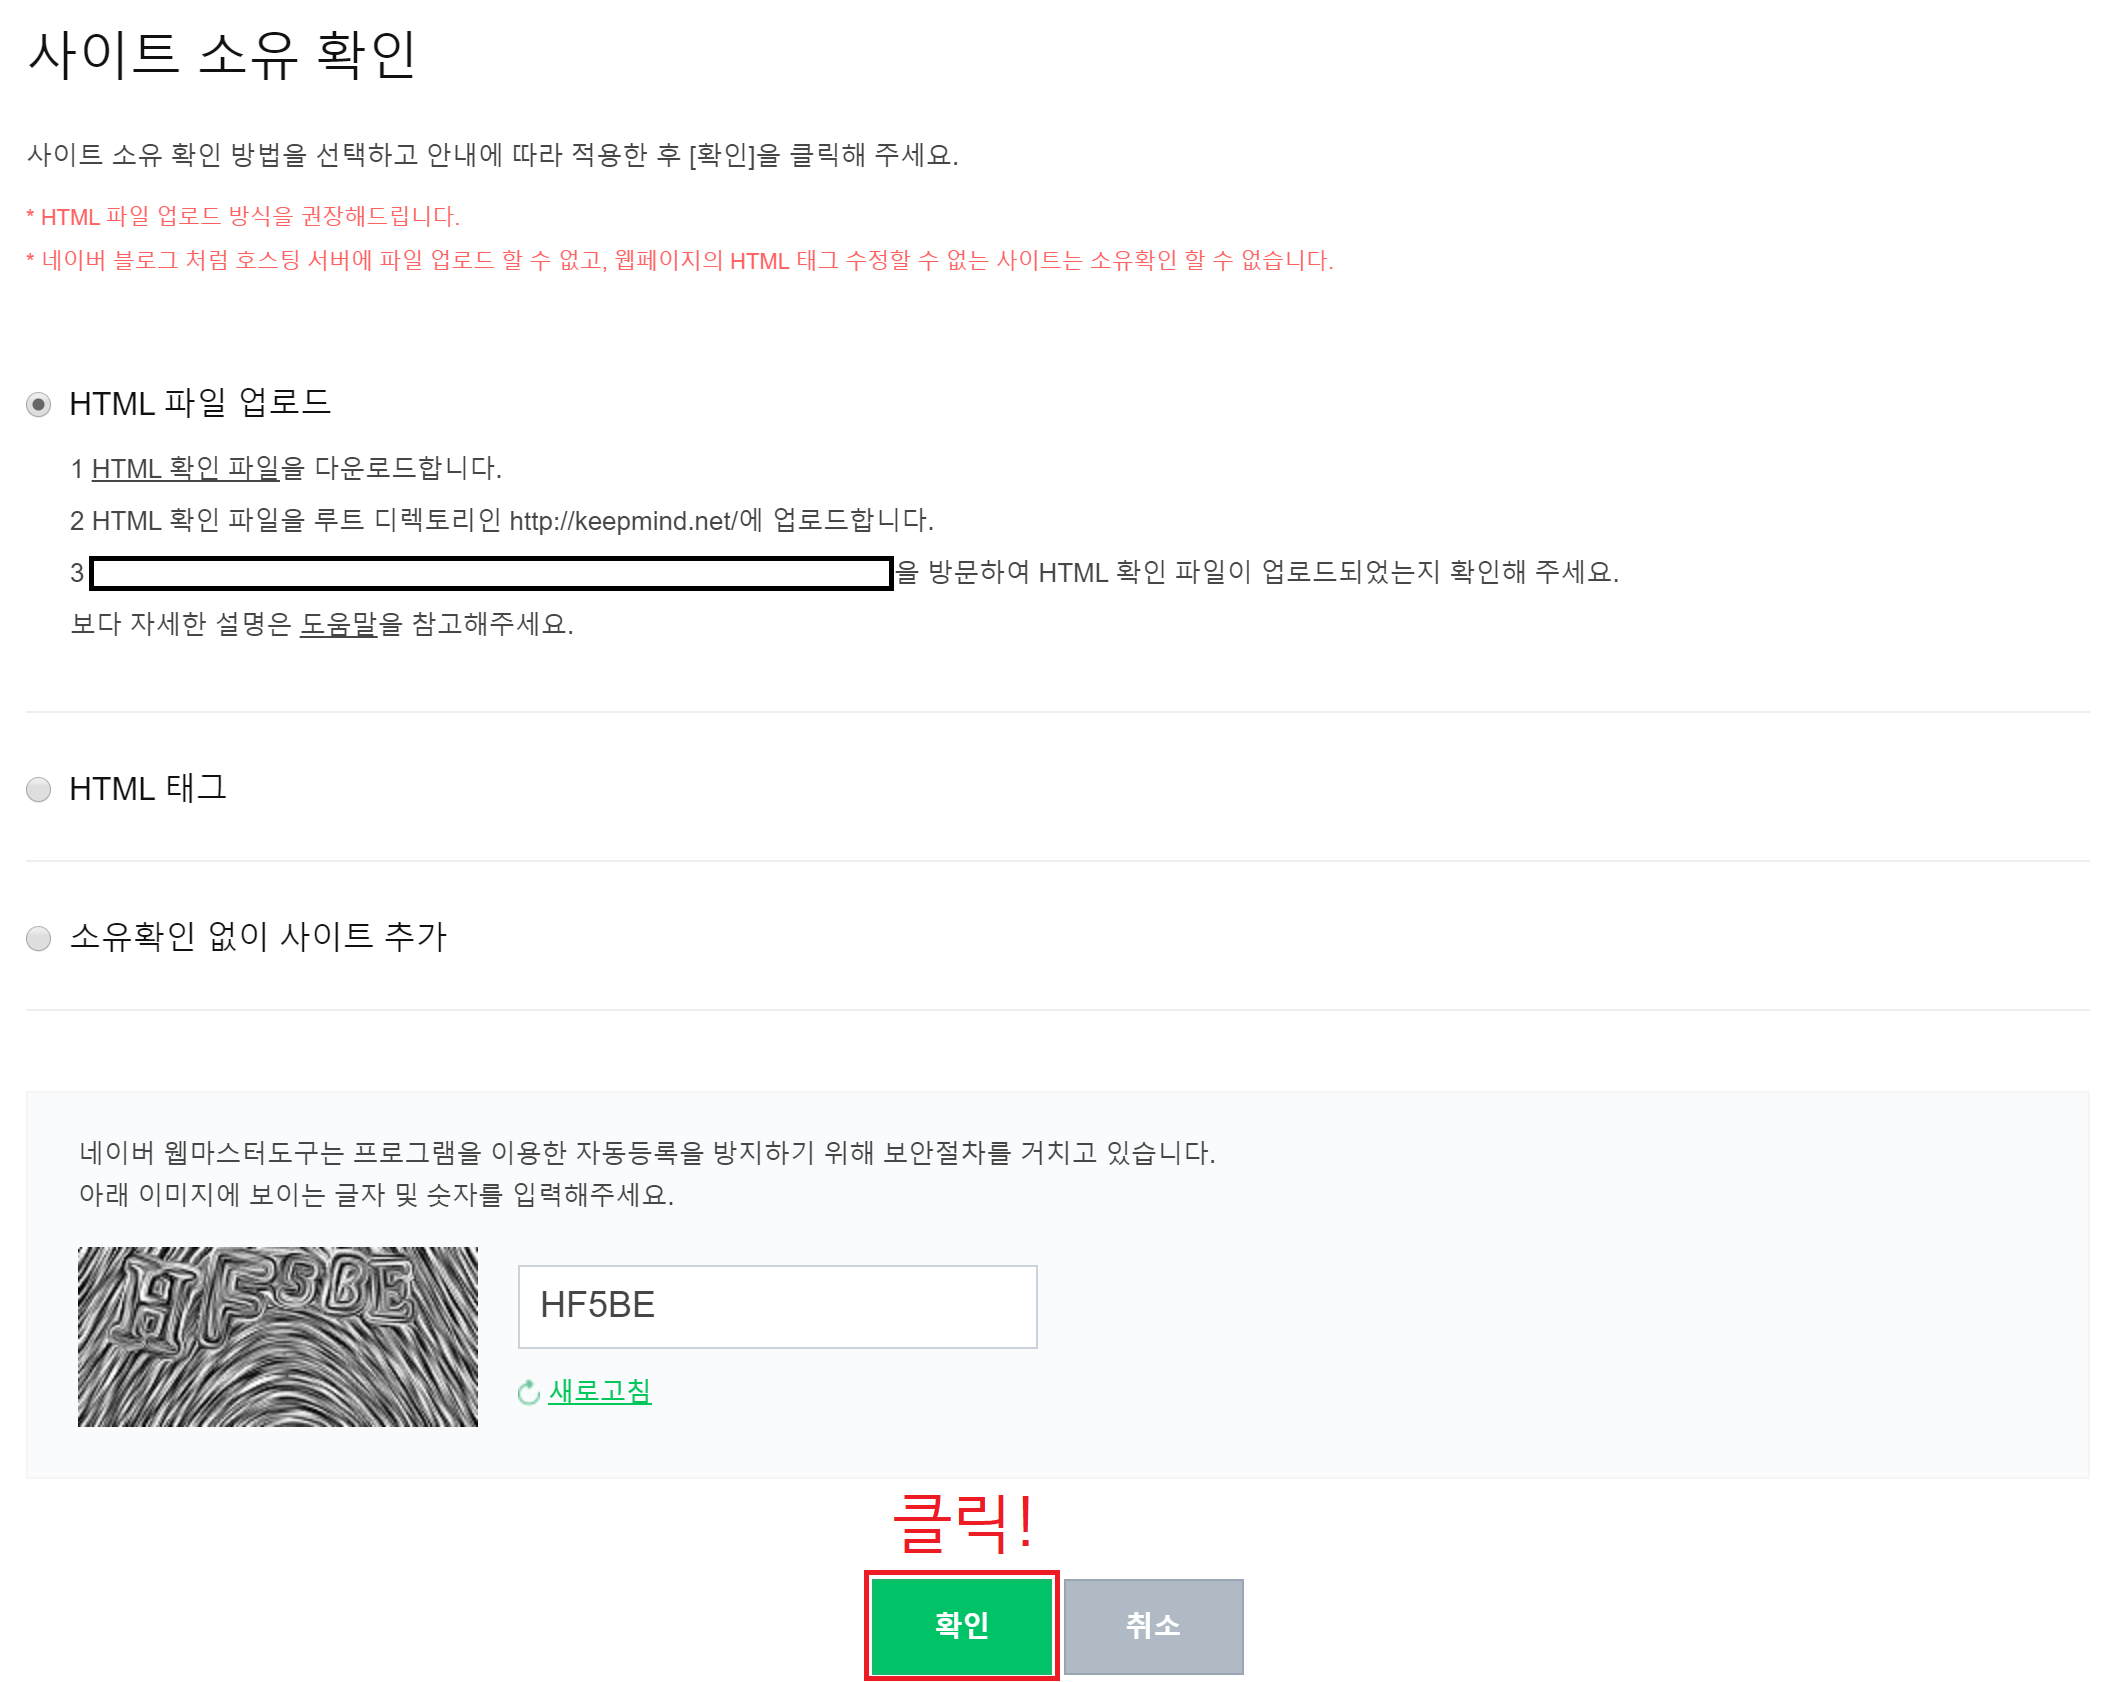 사이트 소유 확인
사이트 소유 확인 방법을 선택하고 안내에 따라 적용한 후 [확인]을 클릭해 주세요.
* HTML 파일 업로드 방식을 권장해드립니다.
* 네이버 블로그 처럼 호스팅 서버에 파일 업로드 할 수 없고, 웹페이지의 HTML 태그 수정할 수 없는 사이트는 소유확인 할 수 없습니다.
HTML 파일 업로드
1 HTML 확인 파일을 다운로드합니다.
2 HTML 확인 파일을 루트 디렉토리인 http://keepmind.net/에 업로드합니다.
3 을 방문하여 HTML 확인 파일이 업로드되었는지 확인해 주세요.
보다 자세한 설명은 도움말을 참고해주세요.
HTML 태그
소유확인 없이 사이트 추가
네이버 웹마스터도구는 프로그램을 이용한 자동등록을 방지하기 위해 보안절차를 거치고 있습니다.
아래 이미지에 보이는 글자 및 숫자를 입력해주세요.
HF5BE
HF5BE
새로고침
클릭!
확인 취소